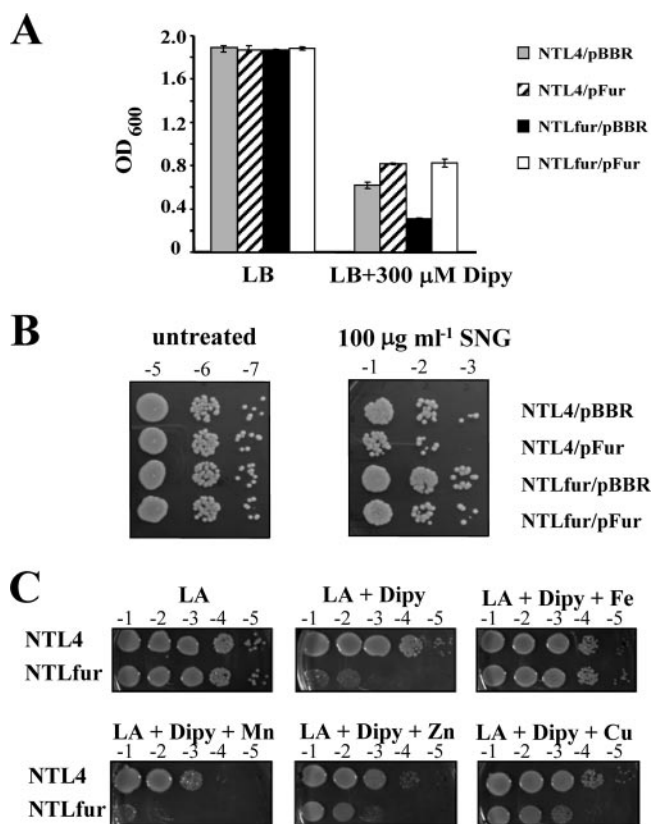 A
OD600
2.0
1.6
1.2
0.8
0.4
0
LB
LB+300 μM Dipy
NTL4/pBBR
NTL4/pFur
NTLfur/pBBR
NTLfur/pFur
B
untreated
-5 -6 -7
100 μg ml-1 SNG
-1 -2 -3
NTL4/pBBR
NTL4/pFur
NTLfur/pBBR
NTLfur/pFur
C
LA
LA + Dipy
LA + Dipy + Fe
-1 -2 -3 -4 -5
-1 -2 -3 -4 -5
-1 -2 -3 -4 -5
NTL4
NTLfur
LA + Dipy + Mn
LA + Dipy + Zn
LA + Dipy + Cu
-1 -2 -3 -4 -5
-1 -2 -3 -4 -5
-1 -2 -3 -4 -5
NTL4
NTLfur